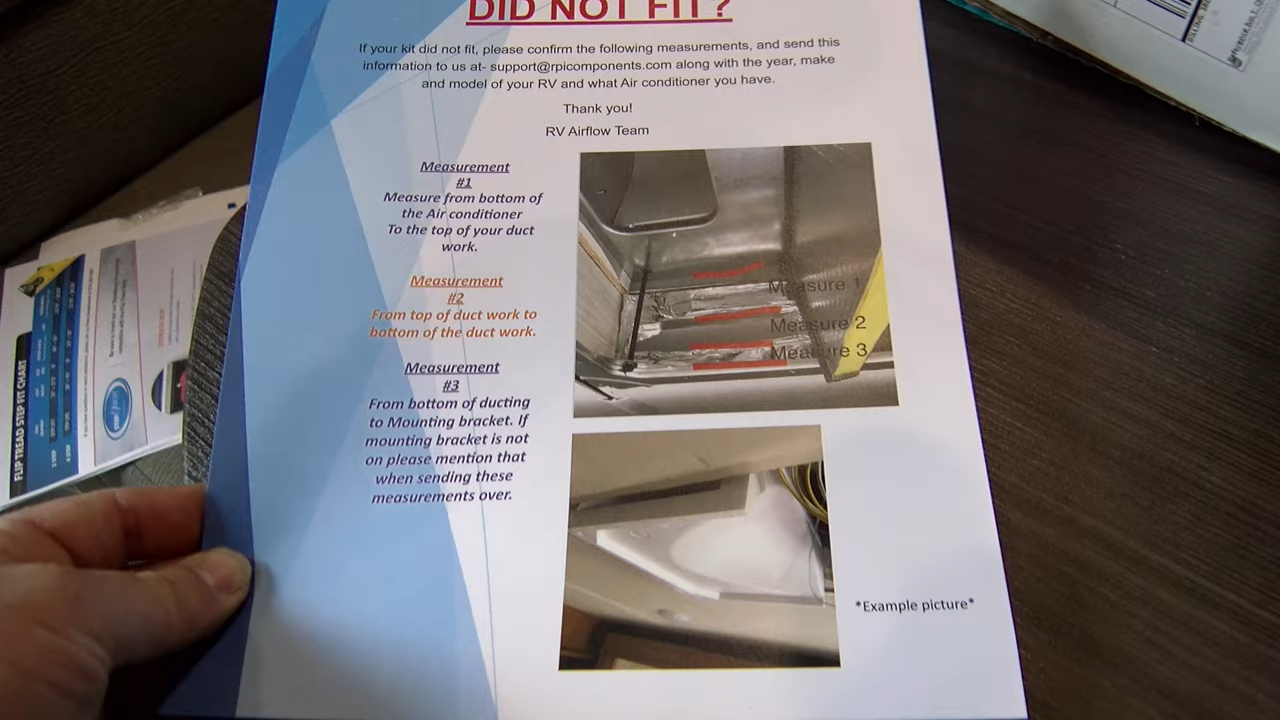 DID NOT FIT?
If your kit did not fit, please confirm the following measurements, and send this
information to us at- support@rpicomponents.com along with the year, make
and model of your RV and what Air conditioner you have.
Thank you!
RV Airflow Team
Measurement
#1
Measure from bottom of
the Air conditioner
To the top of your duct
work.
Measurement
#2
From top of duct work to
bottom of the duct work.
Measurement
#3
From bottom of ducting
to Mounting bracket. If
mounting bracket is not
on please mention that
when sending these
measurements over.
Measure 1
Measure 2
Measure 3
*Example picture*
FLIP TREAD STEP FIT CHART